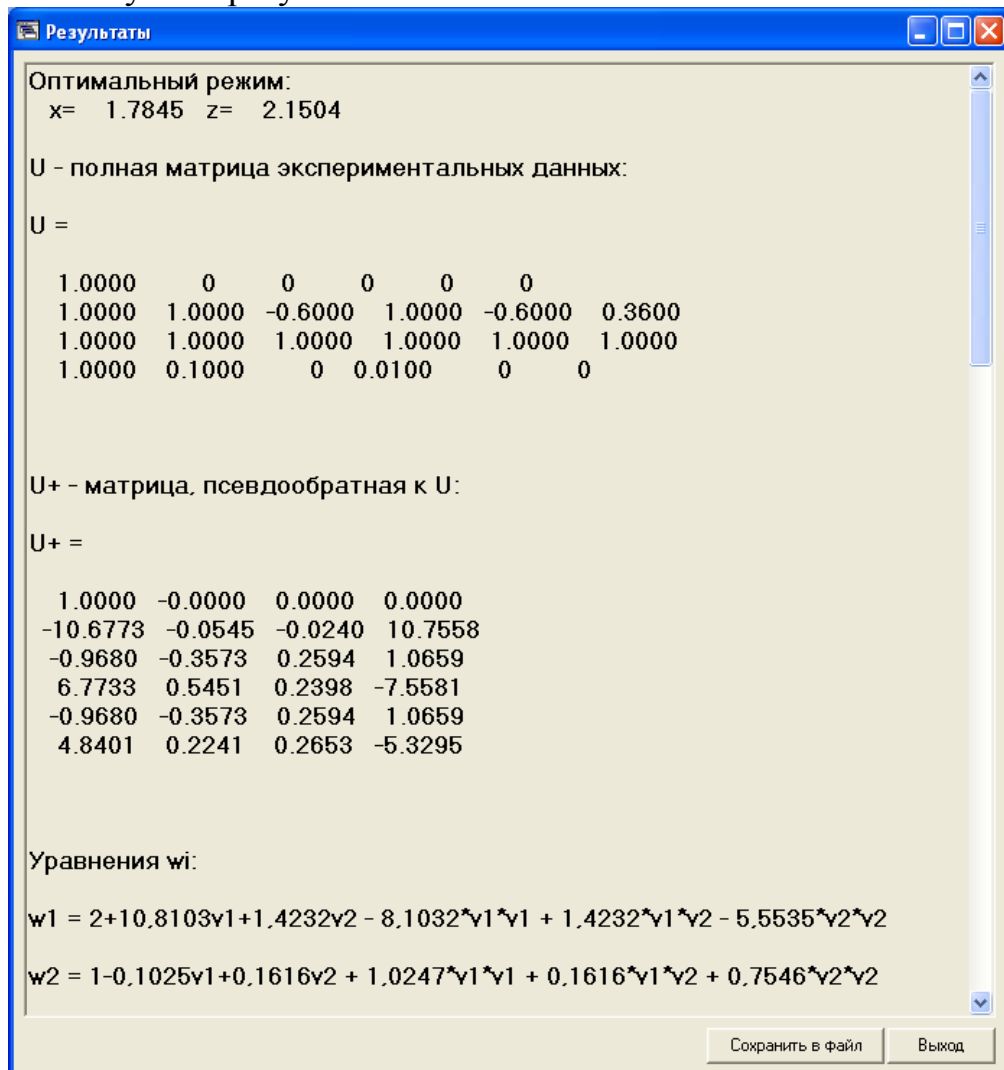 Результаты
Оптимальный режим:
x= 1.7845 z= 2.1504
U - полная матрица экспериментальных данных:
U =
1.0000 0 0 0 0 0
1.0000 1.0000 -0.6000 1.0000 -0.6000 0.3600
1.0000 1.0000 1.0000 1.0000 1.0000 1.0000
1.0000 0.1000 0 0.0100 0 0
U+ - матрица, псевдообратная к U:
U+ =
1.0000 -0.0000 0.0000 0.0000
-10.6773 -0.0545 -0.0240 10.7558
-0.9680 -0.3573 0.2594 1.0659
6.7733 0.5451 0.2398 -7.5581
-0.9680 -0.3573 0.2594 1.0659
4.8401 0.2241 0.2653 -5.3295
Уравнения wi:
w1 = 2+10,8103v1+1,4232v2 - 8,1032*v1*v1 + 1,4232*v1*v2 - 5,5535*v2*v2
w2 = 1-0,1025v1+0,1616v2 + 1,0247*v1*v1 + 0,1616*v1*v2 + 0,7546*v2*v2
Сохранить в файл Выход